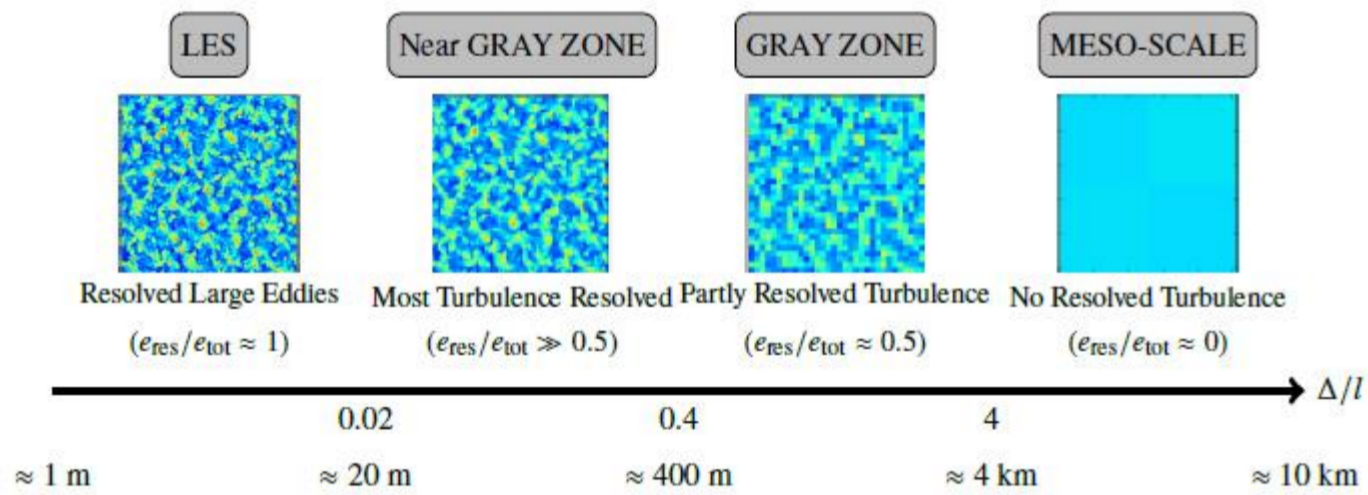 LES Near GRAY ZONE GRAY ZONE MESO-SCALE
Resolved Large Eddies Most Turbulence Resolved Partly Resolved Turbulence No Resolved Turbulence
(e_res/e_tot ≈ 1) (e_res/e_tot ≫ 0.5) (e_res/e_tot ≈ 0.5) (e_res/e_tot ≈ 0)
Δ/l
0.02 0.4 4
≈ 1 m ≈ 20 m ≈ 400 m ≈ 4 km ≈ 10 km